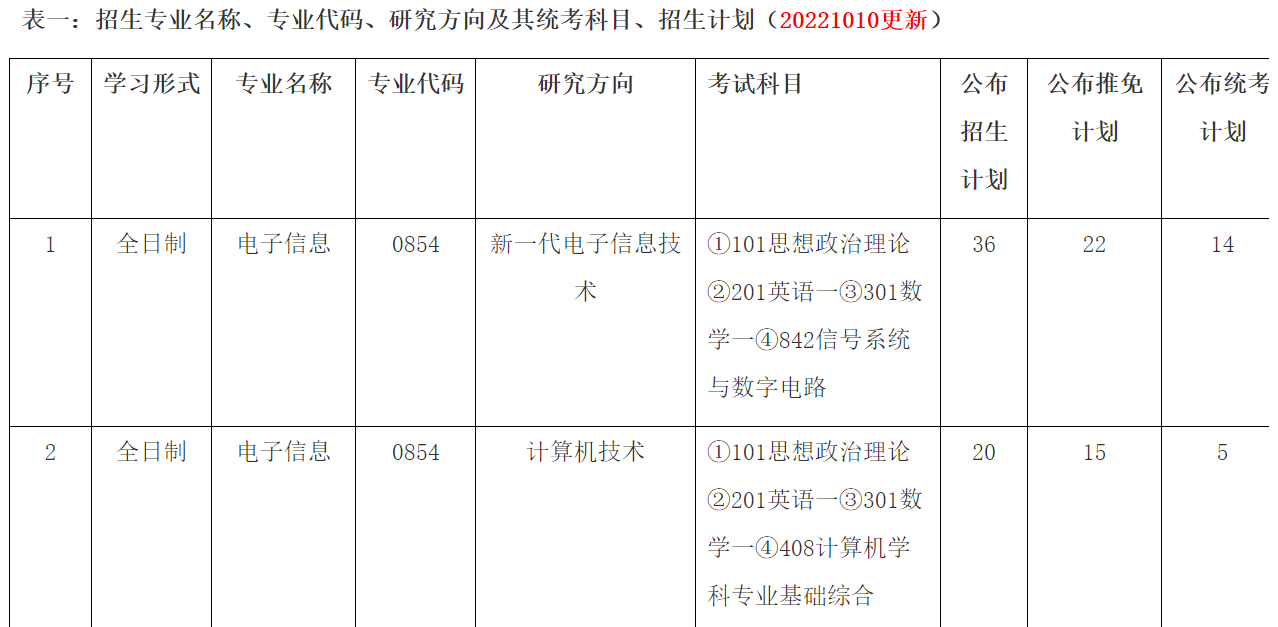 表一：招生专业名称、专业代码、研究方向及其统考科目、招生计划（20221010更新）
序号 学习形式 专业名称 专业代码 研究方向 考试科目 公布 公布推免 公布统考
招生 计划 计划
计划
1 全日制 电子信息 0854 新一代电子信息技 ①101思想政治理论 36 22 14
术 ②201英语一③301数
学一④842信号系统
与数字电路
2 全日制 电子信息 0854 计算机技术 ①101思想政治理论 20 15 5
②201英语一③301数
学一④408计算机学
科专业基础综合